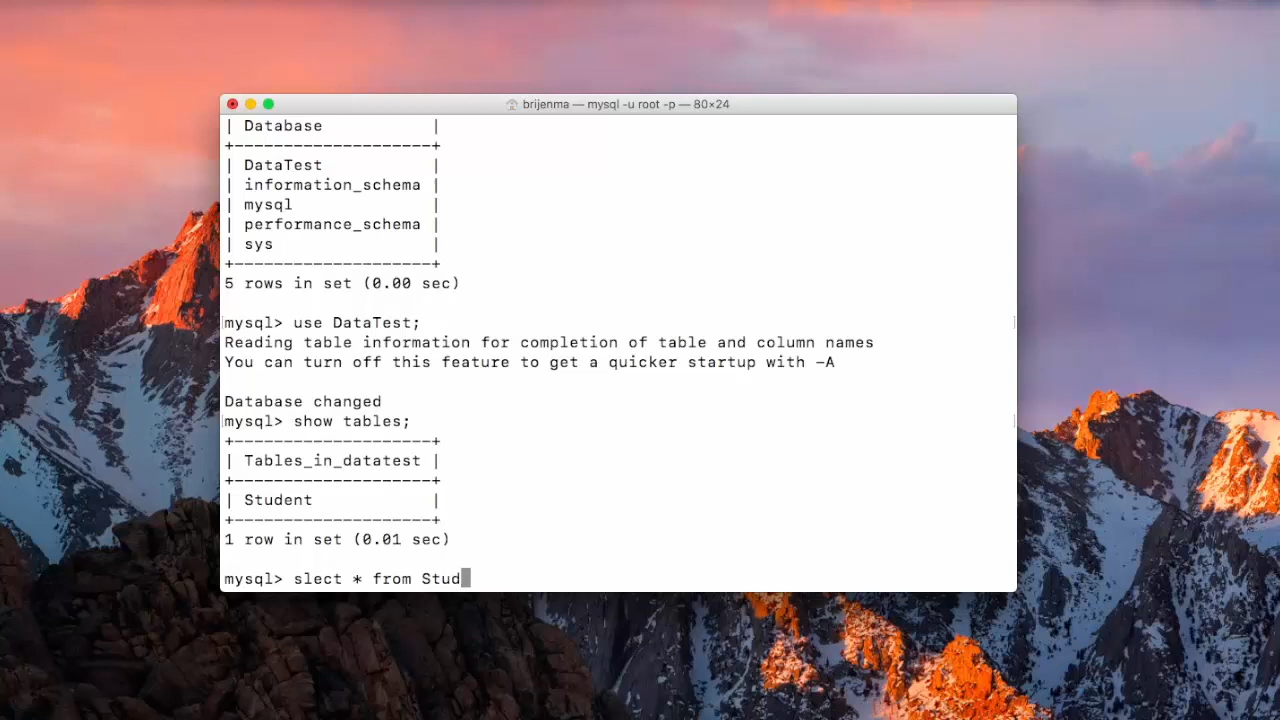 brijenma — mysql -u root -p — 80×24
| Database           |
+--------------------+
| DataTest           |
| information_schema |
| mysql              |
| performance_schema |
| sys                |
+--------------------+
5 rows in set (0.00 sec)
mysql> use DataTest;
Reading table information for completion of table and column names
You can turn off this feature to get a quicker startup with -A
Database changed
mysql> show tables;
+--------------------+
| Tables_in_datatest |
+--------------------+
| Student            |
+--------------------+
1 row in set (0.01 sec)
mysql> slect * from Stud